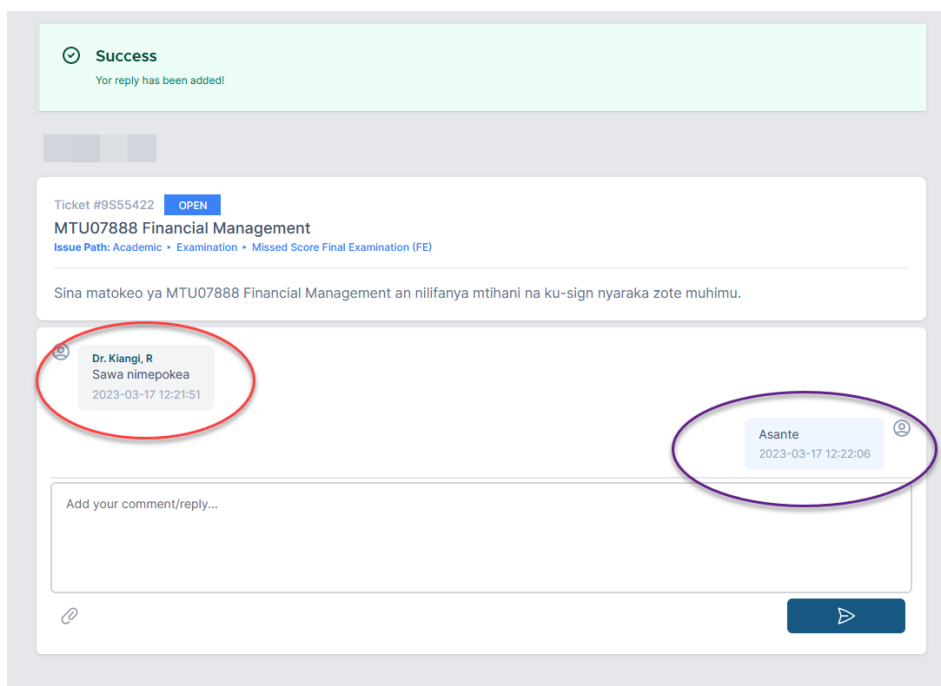 Success
Yor reply has been added!
Ticket #9S55422 OPEN
MTU07888 Financial Management
Issue Path: Academic ‣ Examination ‣ Missed Score Final Examination (FE)
Sina matokeo ya MTU07888 Financial Management an nilifanya mtihani na ku-sign nyaraka zote muhimu.
Dr. Kiangi, R
Sawa nimepokea
2023-03-17 12:21:51
Asante
2023-03-17 12:22:06
Add your comment/reply...